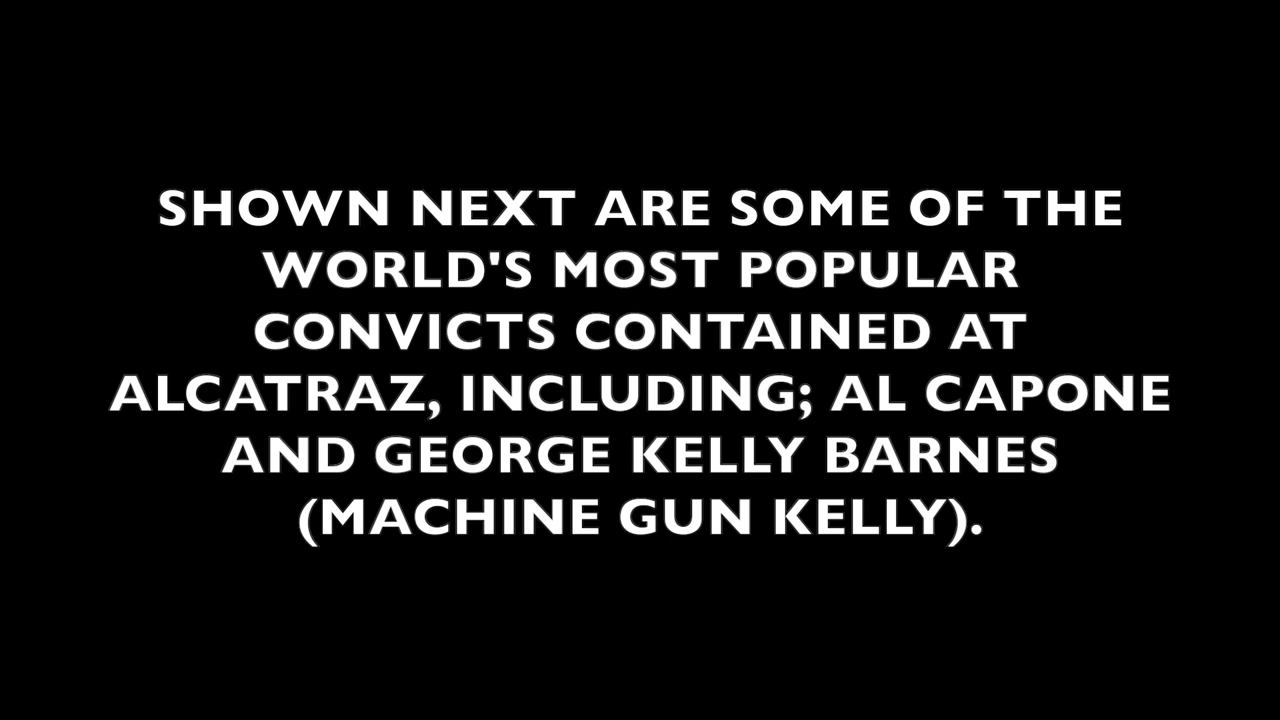 SHOWN NEXT ARE SOME OF THE
WORLD'S MOST POPULAR
CONVICTS CONTAINED AT
ALCATRAZ, INCLUDING; AL CAPONE
AND GEORGE KELLY BARNES
(MACHINE GUN KELLY).